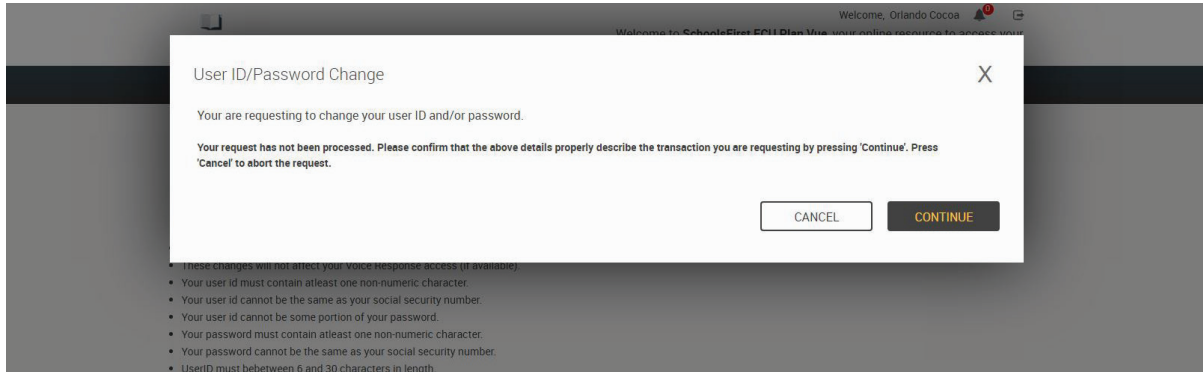 Welcome, Orlando Cocoa 0
Welcome to SchoolsFirst FCU Plan Vue, your online resource to access your
User ID/Password Change X
Your are requesting to change your user ID and/or password.
Your request has not been processed. Please confirm that the above details properly describe the transaction you are requesting by pressing 'Continue'. Press
'Cancel' to abort the request.
CANCEL CONTINUE
• These changes will not affect your Voice Response access (if available).
• Your user id must contain atleast one non-numeric character.
• Your user id cannot be the same as your social security number.
• Your user id cannot be some portion of your password.
• Your password must contain atleast one non-numeric character.
• Your password cannot be the same as your social security number.
• UserID must bebetween 6 and 30 characters in length.